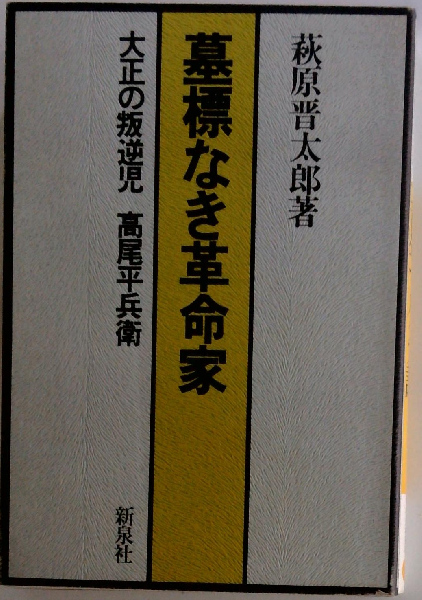 萩原晋太郎著
墓標なき革命家
大正の叛逆児 高尾平兵衛
新泉社